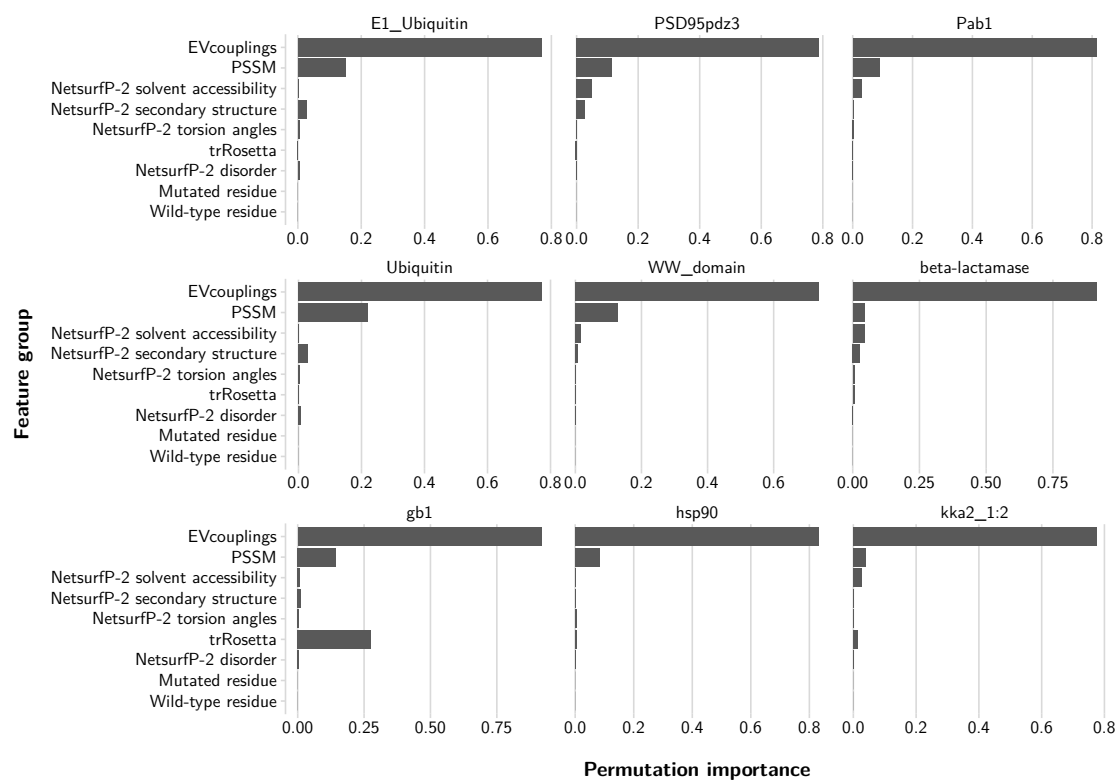 E1_Ubiquitin PSD95pdz3 Pab1
EVcouplings
PSSM
NetsurfP-2 solvent accessibility
NetsurfP-2 secondary structure
NetsurfP-2 torsion angles
trRosetta
NetsurfP-2 disorder
Mutated residue
Wild-type residue
0.0 0.2 0.4 0.6 0.8 0.0 0.2 0.4 0.6 0.8 0.0 0.2 0.4 0.6 0.8
Ubiquitin WW_domain beta-lactamase
EVcouplings
PSSM
NetsurfP-2 solvent accessibility
NetsurfP-2 secondary structure
NetsurfP-2 torsion angles
trRosetta
NetsurfP-2 disorder
Mutated residue
Wild-type residue
0.0 0.2 0.4 0.6 0.8 0.0 0.2 0.4 0.6 0.00 0.25 0.50 0.75
gb1 hsp90 kka2_1:2
EVcouplings
PSSM
NetsurfP-2 solvent accessibility
NetsurfP-2 secondary structure
NetsurfP-2 torsion angles
trRosetta
NetsurfP-2 disorder
Mutated residue
Wild-type residue
0.00 0.25 0.50 0.75 0.0 0.2 0.4 0.6 0.8 0.0 0.2 0.4 0.6 0.8
Feature group
Permutation importance